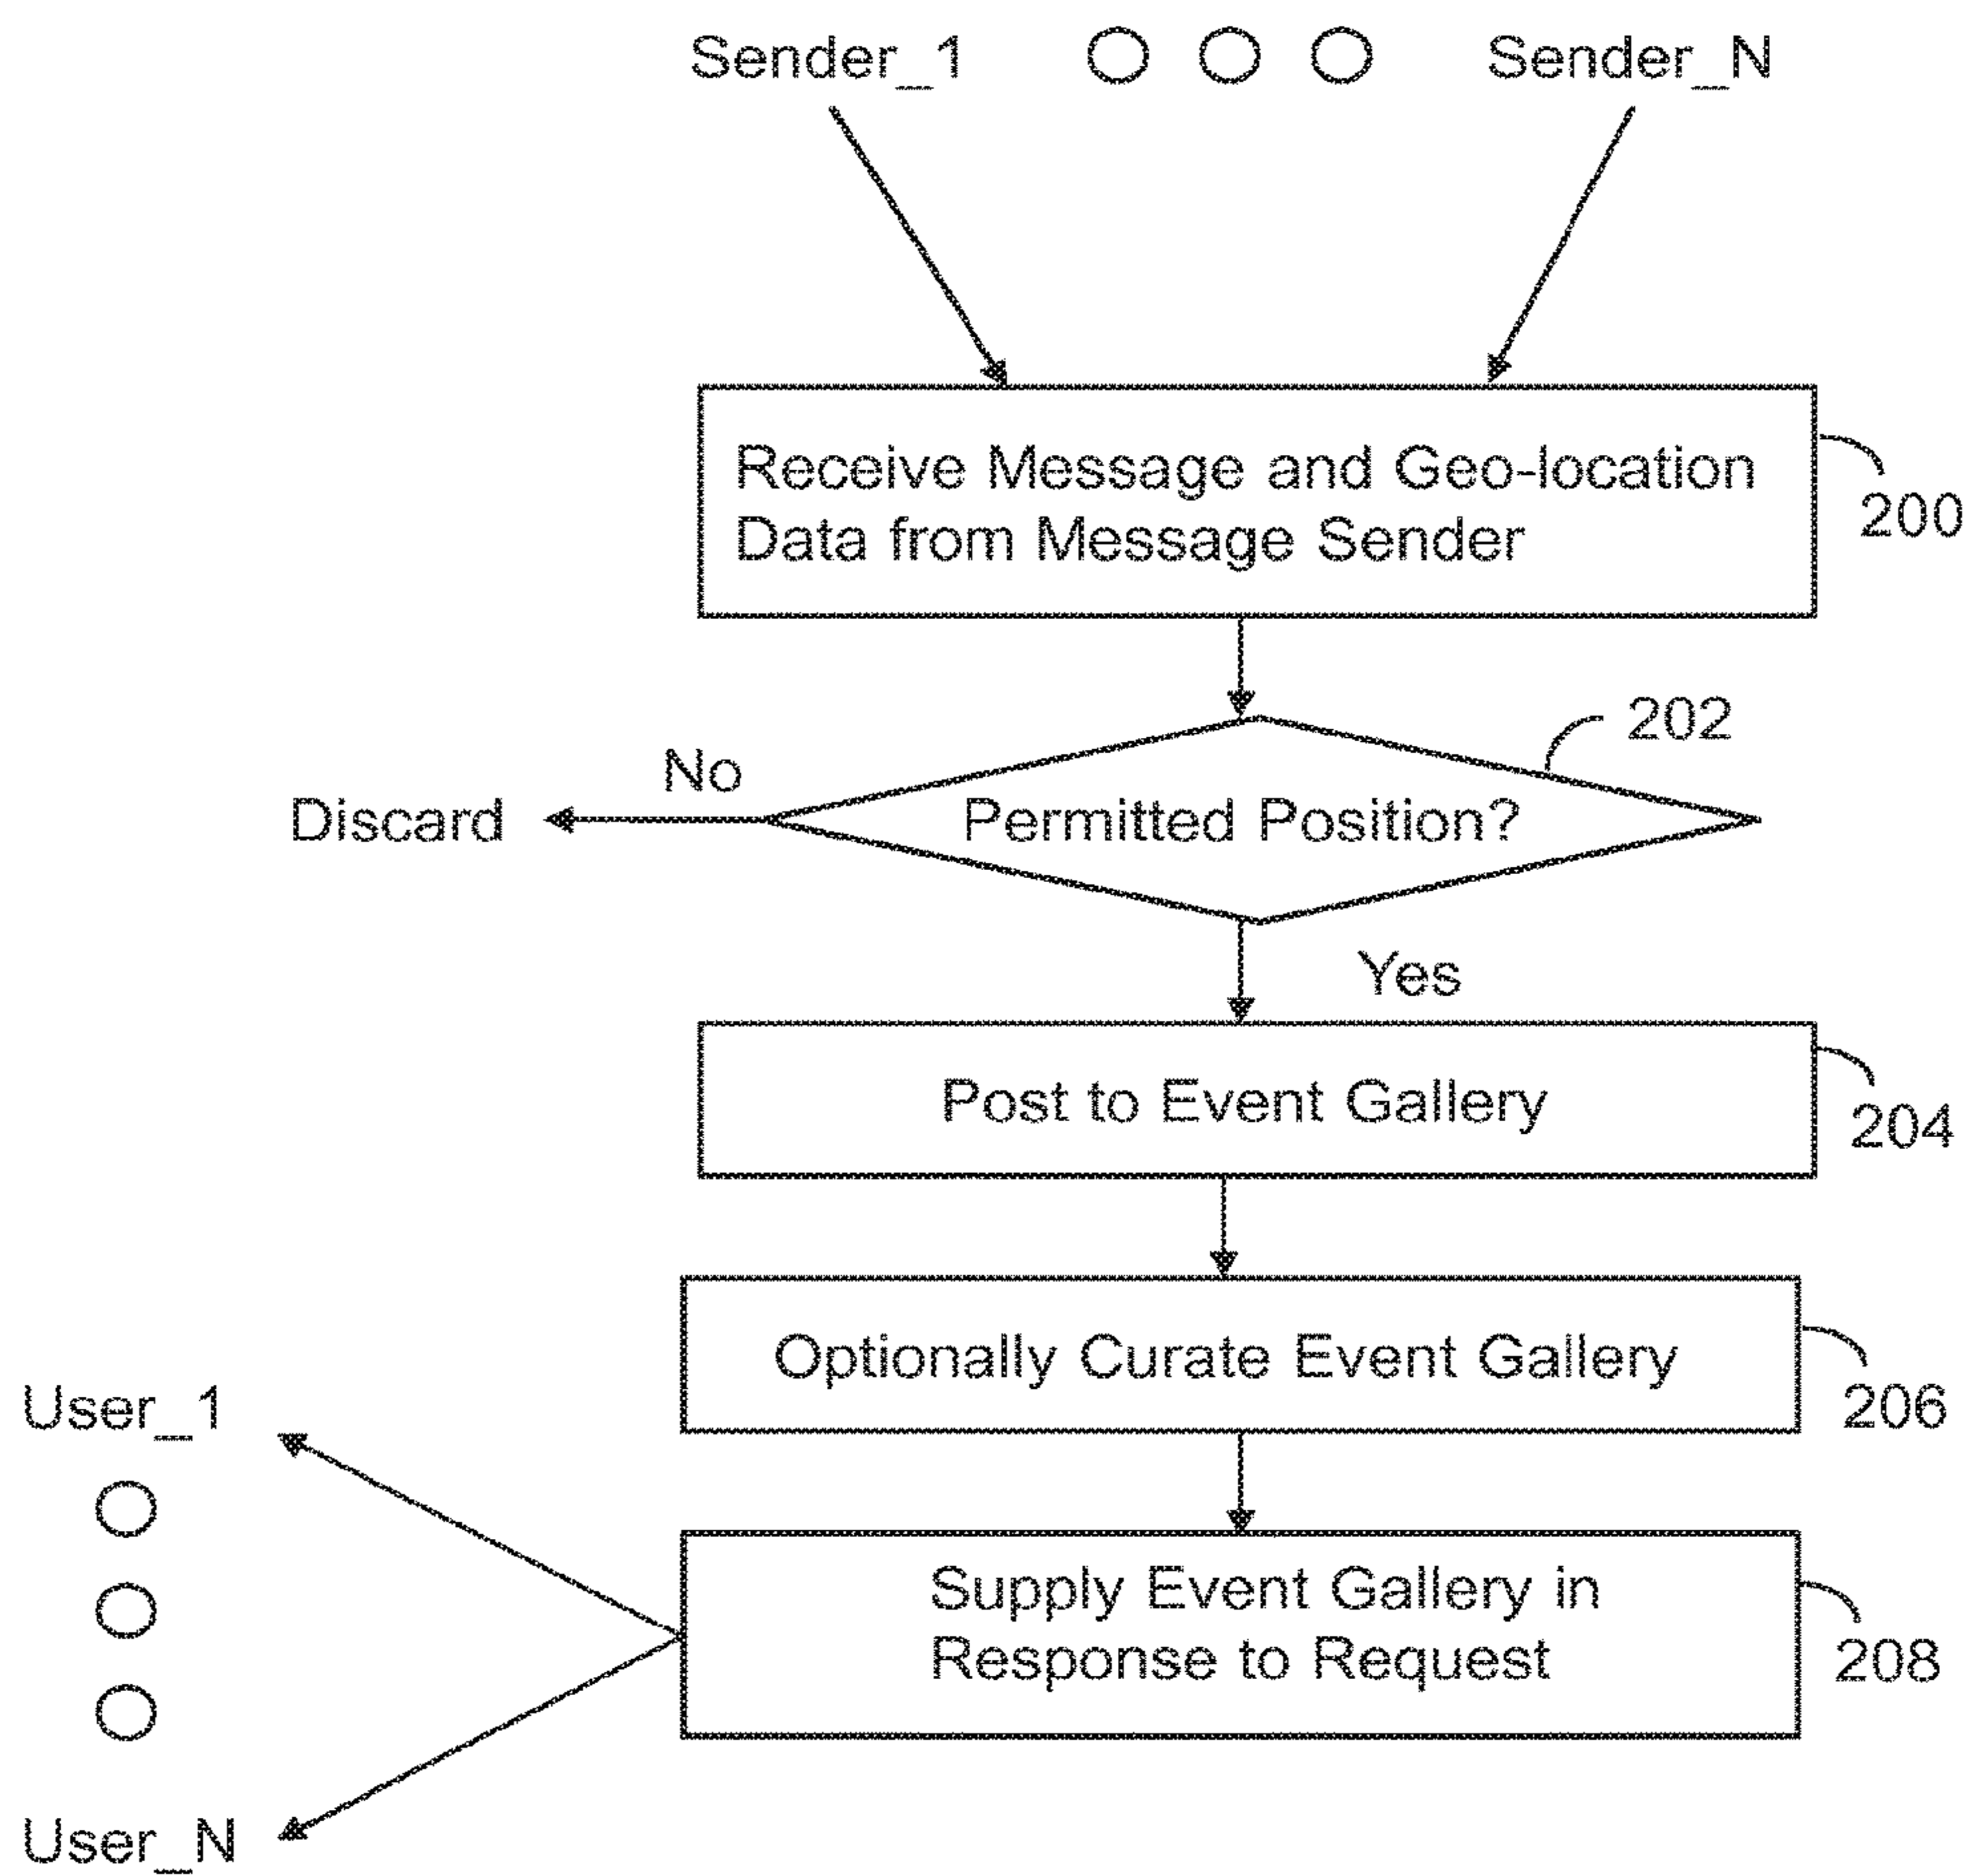 Sender_1
Sender_N
Receive Message and Geo-location
Data from Message Sender
200
202
No
Discard
Permitted Position?
Yes
Post to Event Gallery
204
Optionally Curate Event Gallery
206
User_1
Supply Event Gallery in
Response to Request
208
User_N